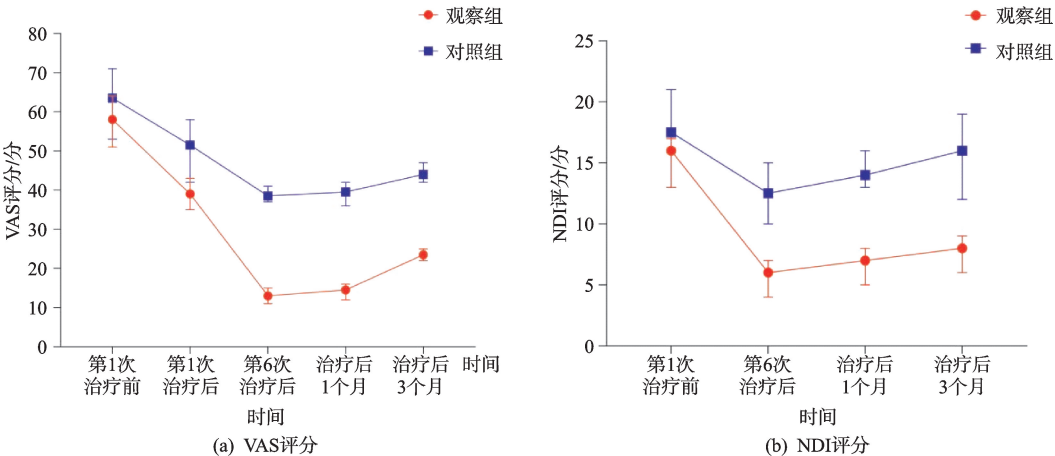 观察组
对照组
80
70
60
50
40
30
20
10
0
VAS评分/分
第1次 第1次 第6次 治疗后 治疗后 时间
治疗前 治疗后 治疗后 1个月 3个月
时间
(a) VAS评分
观察组
对照组
25
20
15
10
5
0
NDI评分/分
第1次 第6次 治疗后 治疗后
治疗前 治疗后 1个月 3个月
时间
(b) NDI评分